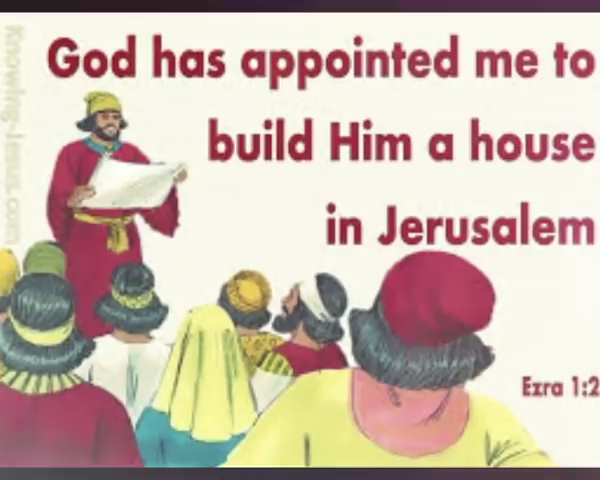 God has appointed me to
build Him a house
in Jerusalem
Ezra 1:2
Knowing-Jesus.com